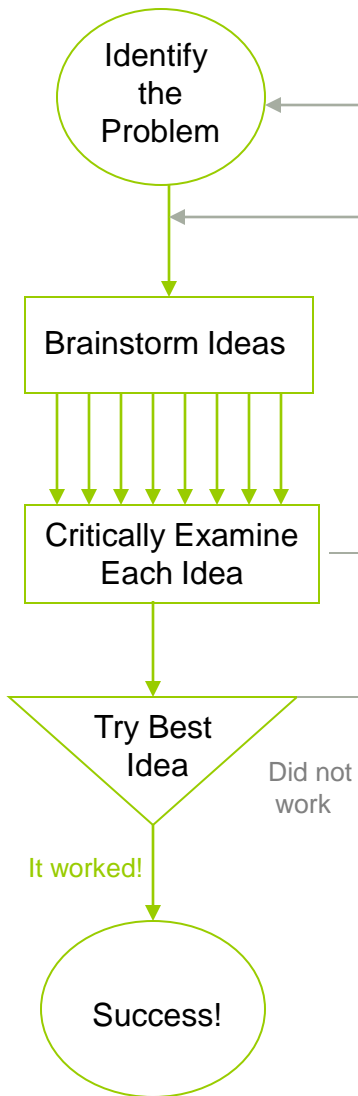 Identify
the
Problem
Brainstorm Ideas
Critically Examine
Each Idea
Try Best
Idea
Did not
work
It worked!
Success!